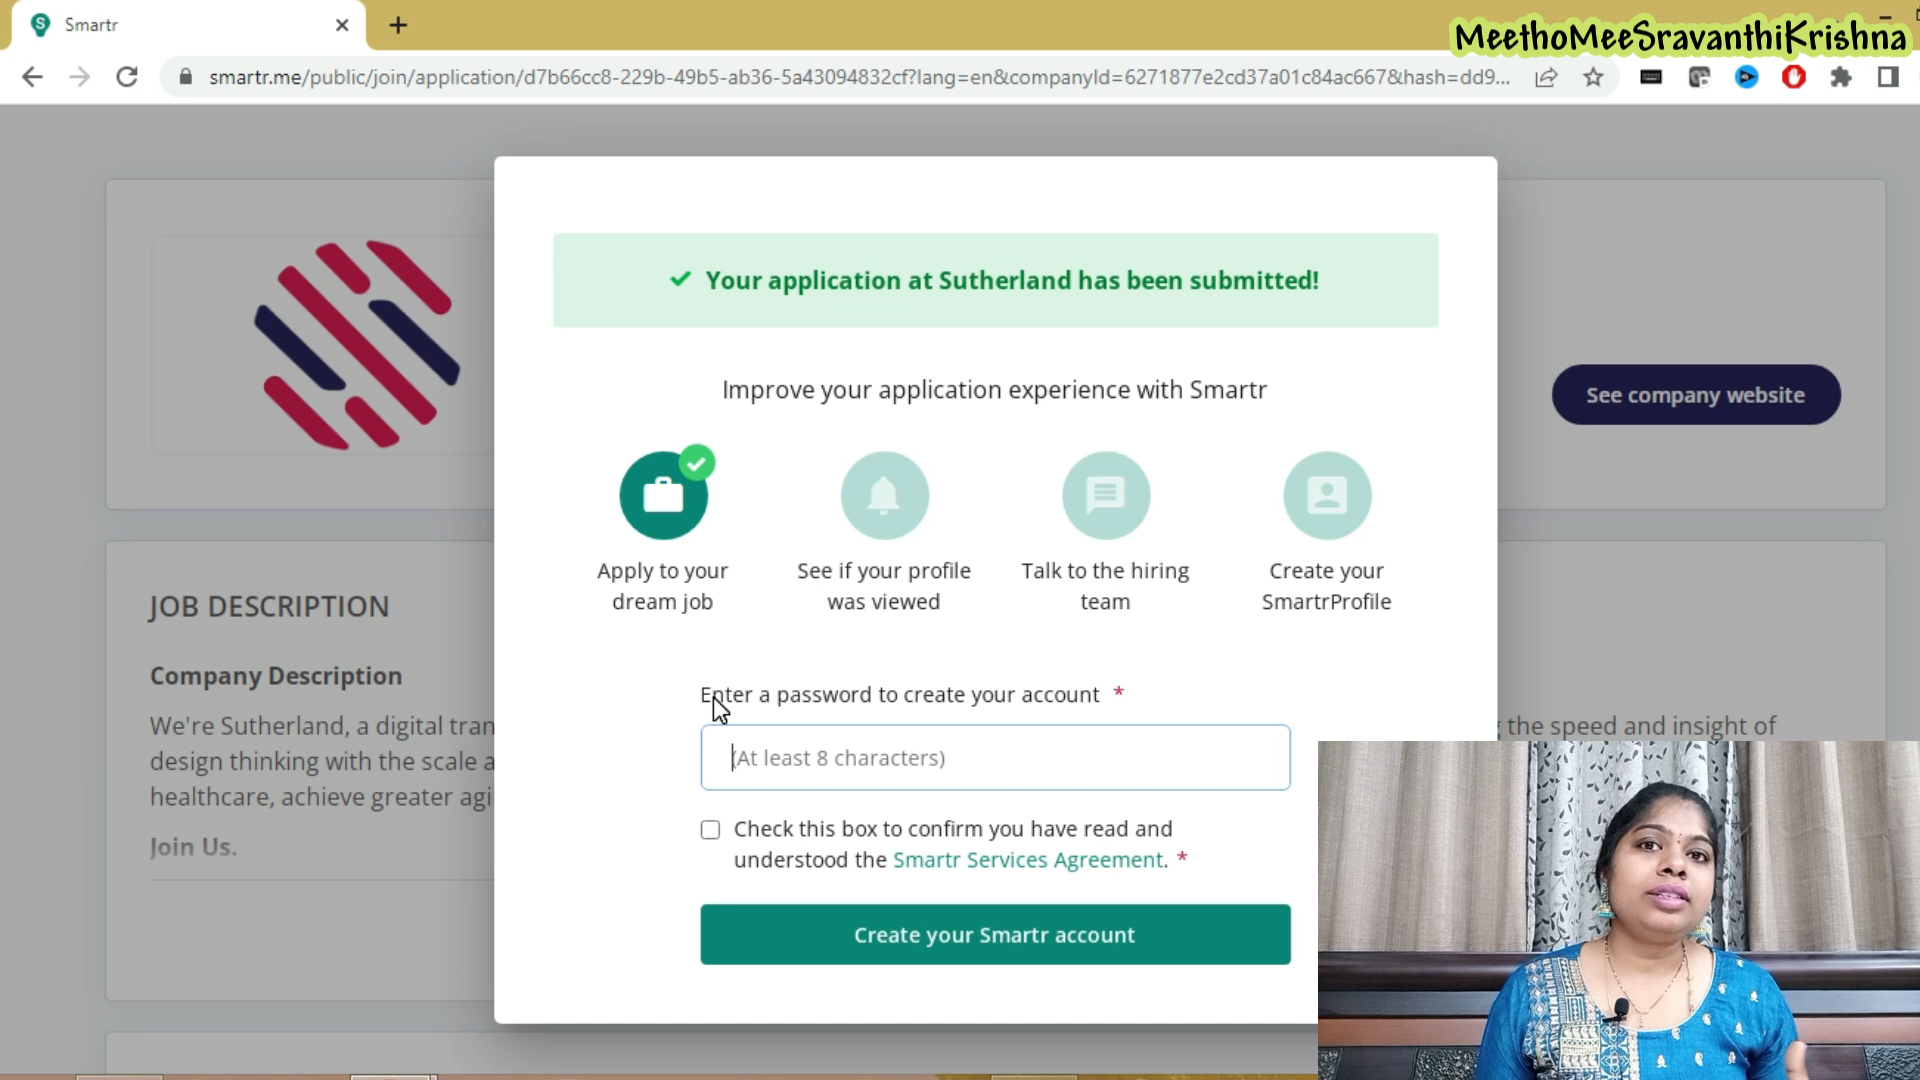 Smartr
MeethoMeeSravanthiKrishna
smartr.me/public/join/application/d7b66cc8-229b-49b5-ab36-5a43094832cf?lang=en&companyId=6271877e2cd37a01c84ac667&hash=dd9...
✓ Your application at Sutherland has been submitted!
Improve your application experience with Smartr
See company website
Apply to your
dream job
See if your profile
was viewed
Talk to the hiring
team
Create your
SmartrProfile
JOB DESCRIPTION
Company Description
We're Sutherland, a digital tran
design thinking with the scale a
healthcare, achieve greater agi
Join Us.
the speed and insight of
Enter a password to create your account *
(At least 8 characters)
Check this box to confirm you have read and
understood the Smartr Services Agreement. *
Create your Smartr account